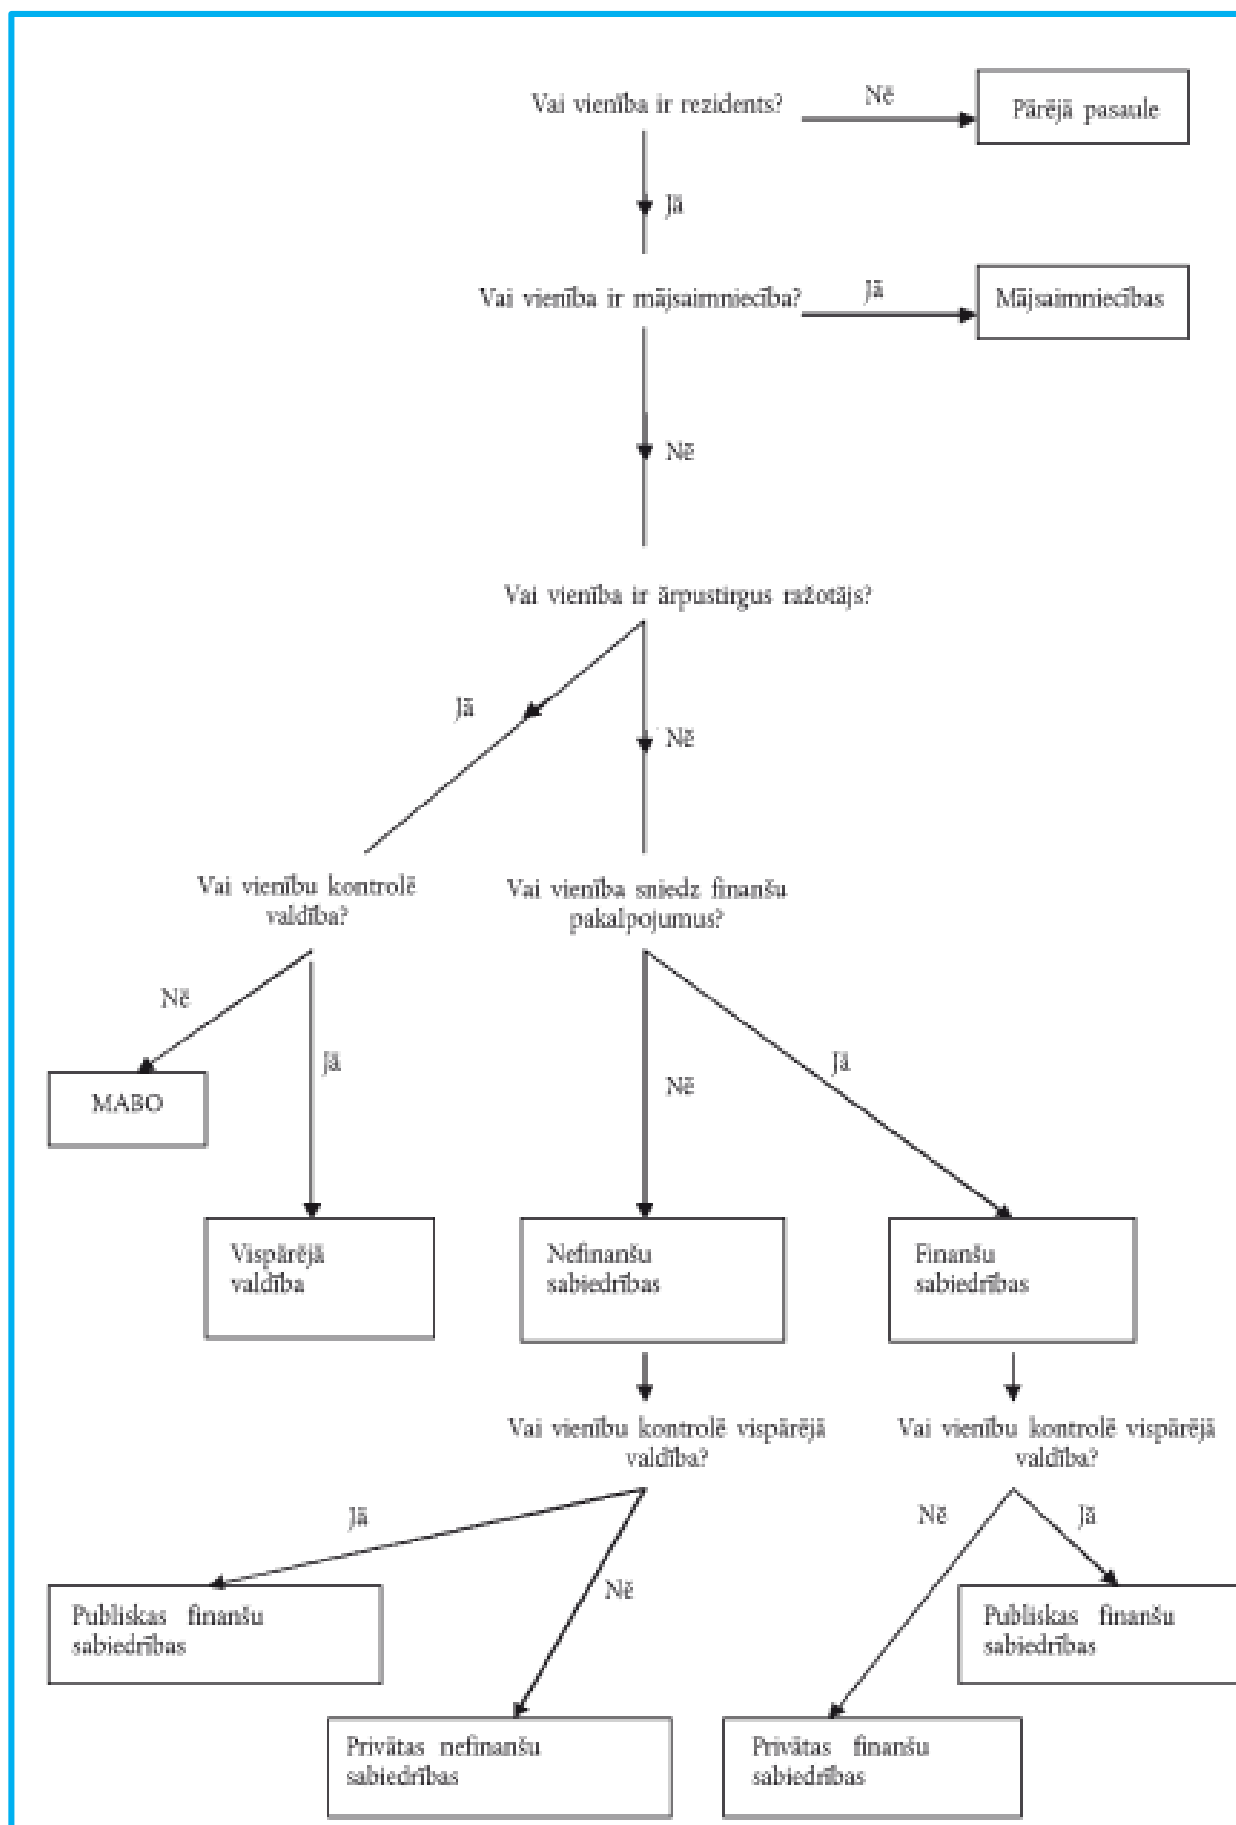 Vai vienība ir rezidents?
Nē
Pārējā pasaule
Jā
Vai vienība ir mājsaimniecība?
Jā
Mājsaimniecības
Nē
Vai vienība ir ārpustirgus ražotājs?
Jā
Nē
Vai vienību kontrolē
valdība?
Vai vienība sniedz finanšu
pakalpojumus?
Nē
Jā
Nē
Jā
MABO
Vispārējā
valdība
Nefinanšu
sabiedrības
Finanšu
sabiedrības
Vai vienību kontrolē vispārējā
valdība?
Vai vienību kontrolē vispārējā
valdība?
Jā
Nē
Nē
Jā
Publiskas finanšu
sabiedrības
Publiskas finanšu
sabiedrības
Privātas nefinanšu
sabiedrības
Privātas finanšu
sabiedrības